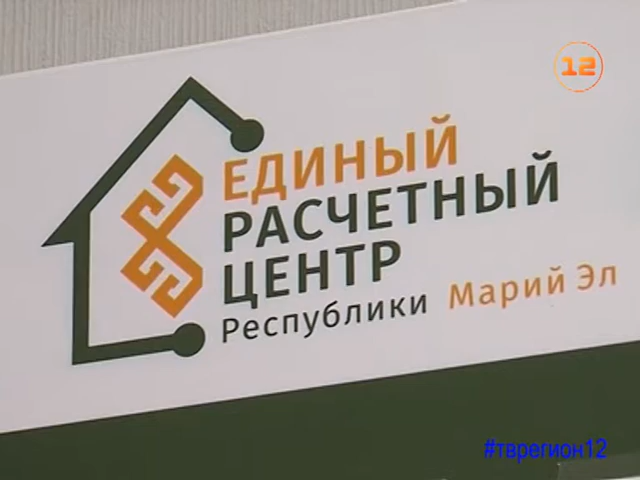 12
ЕДИНЫЙ
РАСЧЕТНЫЙ
ЦЕНТР
Республики Марий Эл
#тврегион12